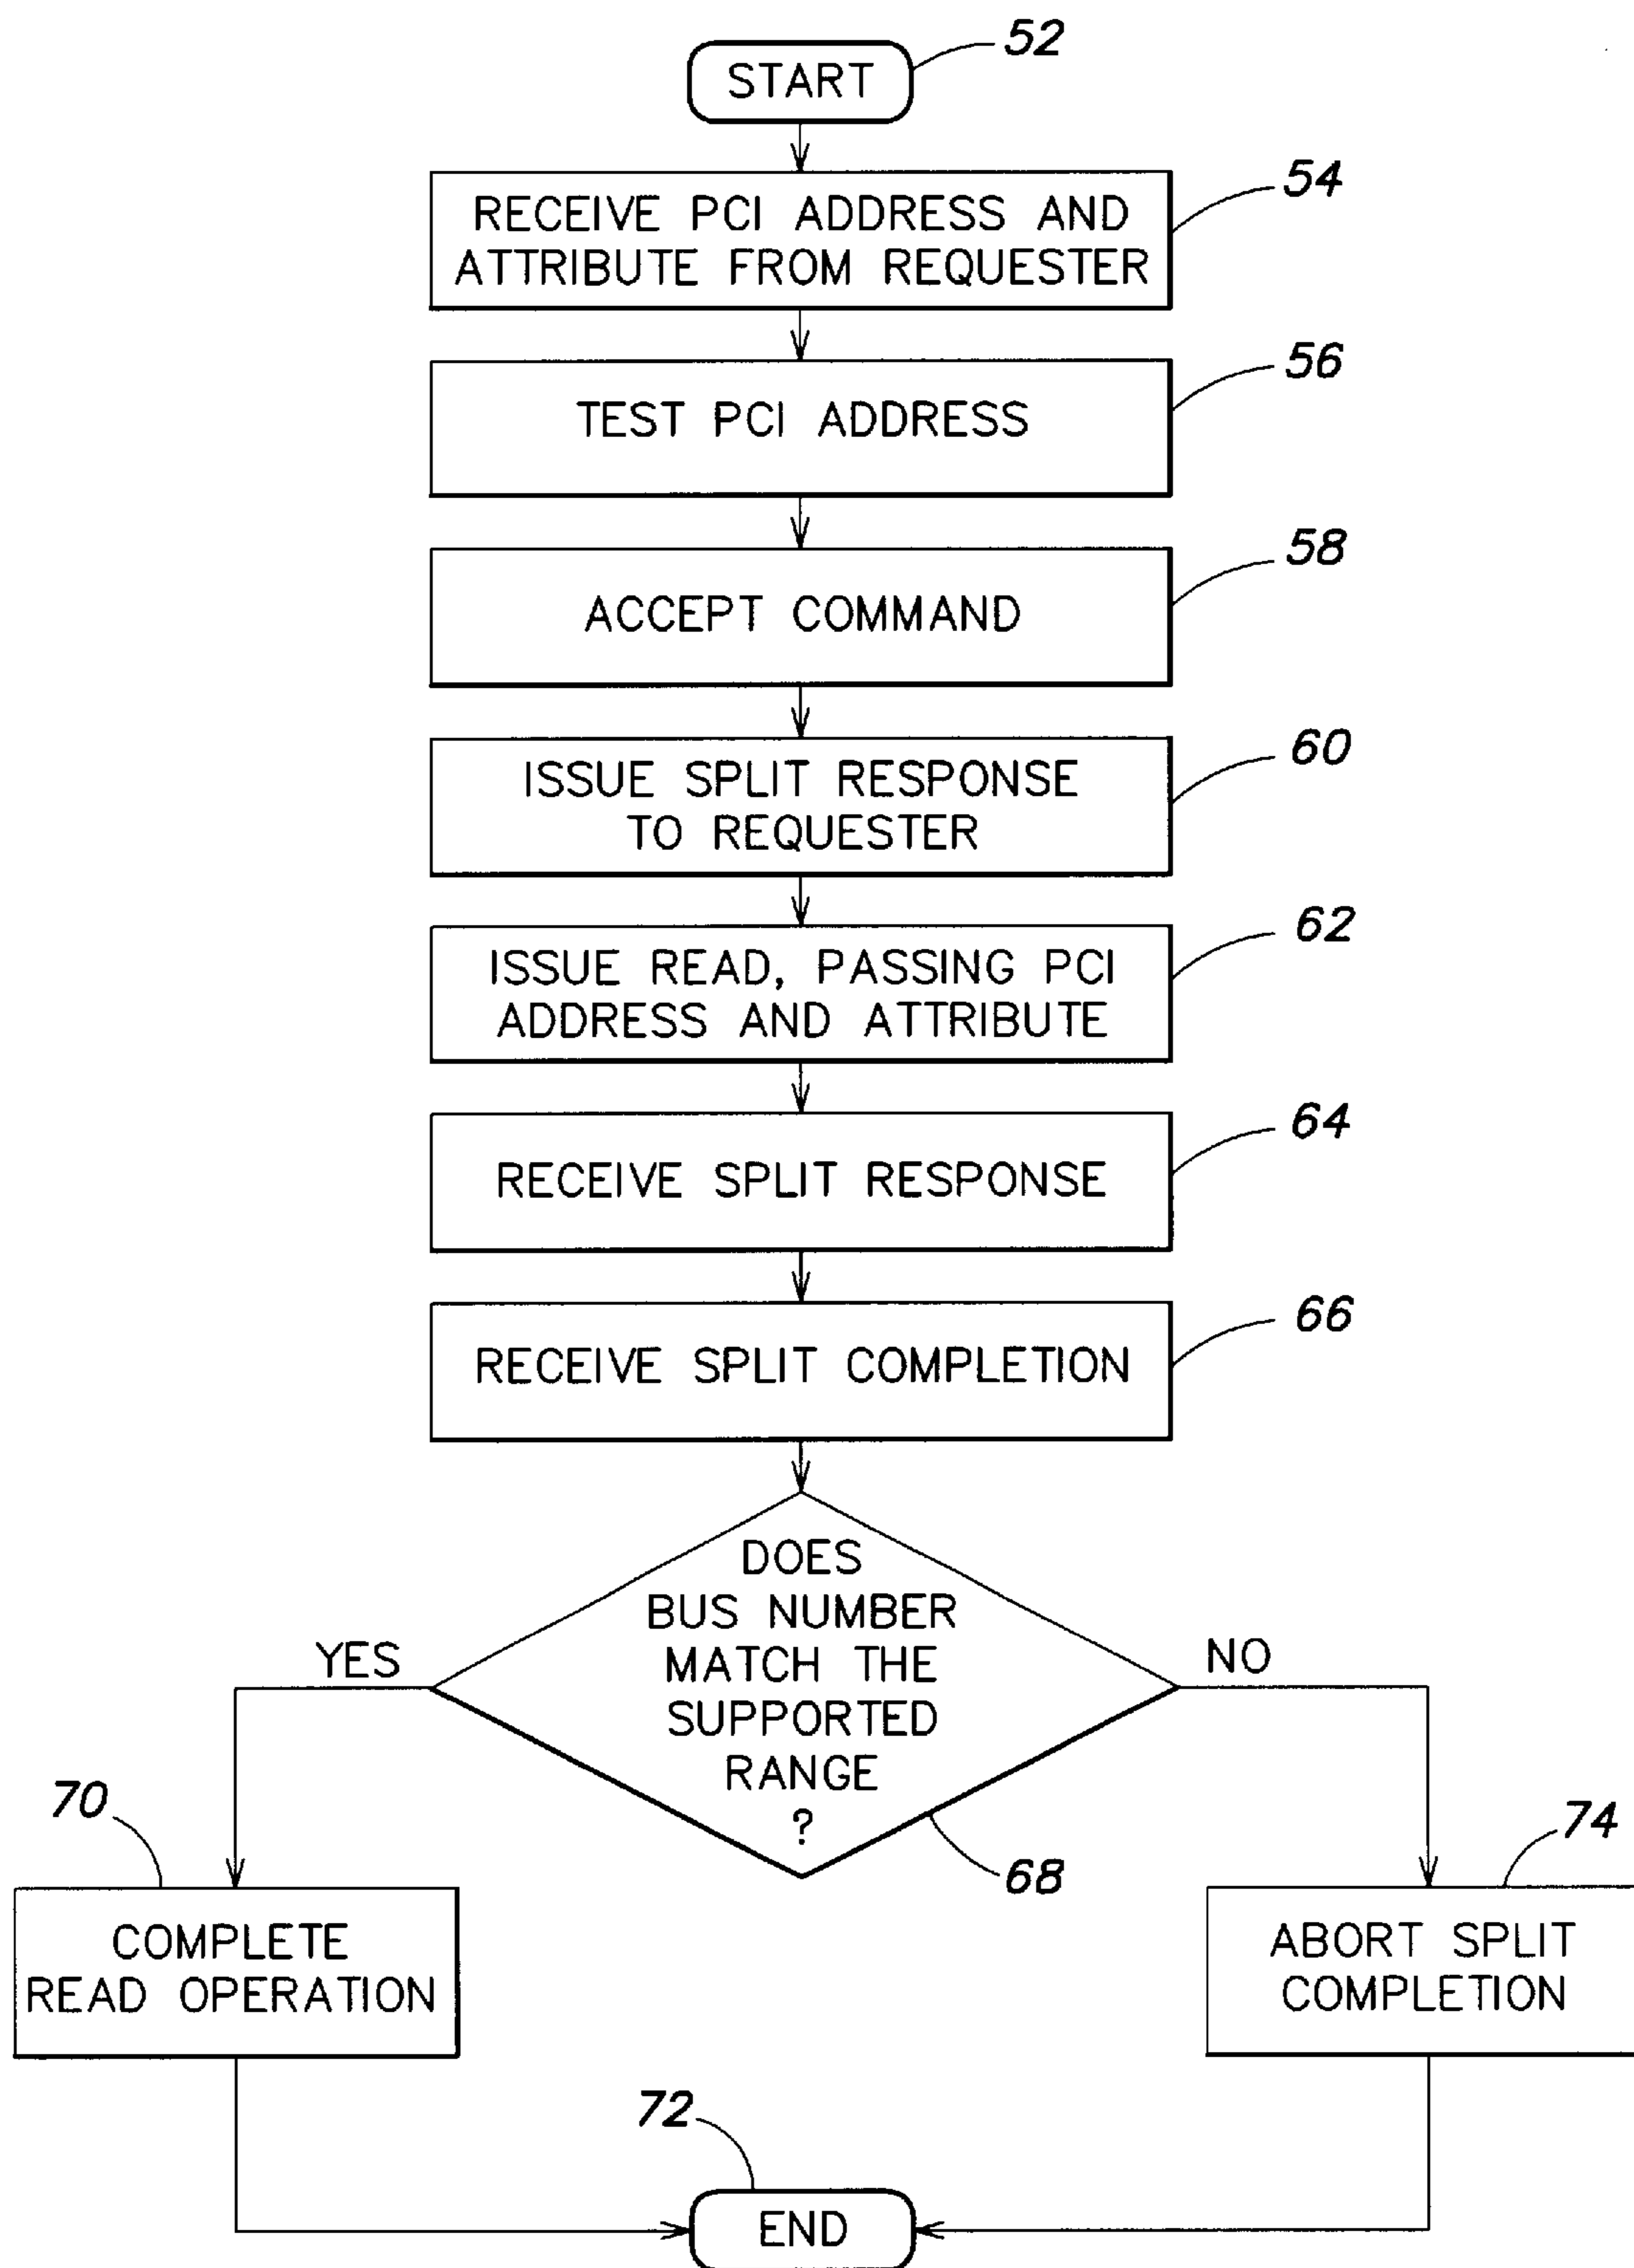 START
52
RECEIVE PCI ADDRESS AND
ATTRIBUTE FROM REQUESTER
54
TEST PCI ADDRESS
56
ACCEPT COMMAND
58
ISSUE SPLIT RESPONSE
TO REQUESTER
60
ISSUE READ, PASSING PCI
ADDRESS AND ATTRIBUTE
62
RECEIVE SPLIT RESPONSE
64
RECEIVE SPLIT COMPLETION
66
DOES
BUS NUMBER
MATCH THE
SUPPORTED
RANGE
?
68
YES
NO
70
COMPLETE
READ OPERATION
74
ABORT SPLIT
COMPLETION
72
END